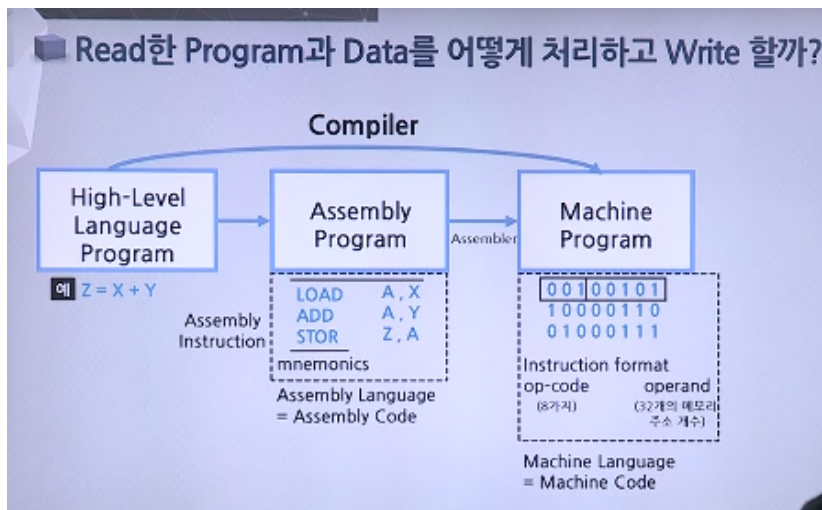 Read한 Program과 Data를 어떻게 처리하고 Write 할까?
Compiler
High-Level
Language
Program
Assembly
Program
Assembler
Machine
Program
예 Z = X + Y
Assembly
Instruction
LOAD A , X
ADD A , Y
STOR Z , A
mnemonics
Assembly Language
= Assembly Code
00100101
10000110
01000111
Instruction format
op-code operand
(8가지) (32개의 메모리
주소 개수)
Machine Language
= Machine Code